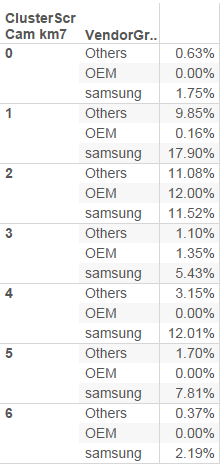 ClusterScr
Cam km7 VendorGr..
0 Others 0.63%
OEM 0.00%
samsung 1.75%
1 Others 9.85%
OEM 0.16%
samsung 17.90%
2 Others 11.08%
OEM 12.00%
samsung 11.52%
3 Others 1.10%
OEM 1.35%
samsung 5.43%
4 Others 3.15%
OEM 0.00%
samsung 12.01%
5 Others 1.70%
OEM 0.00%
samsung 7.81%
6 Others 0.37%
OEM 0.00%
samsung 2.19%